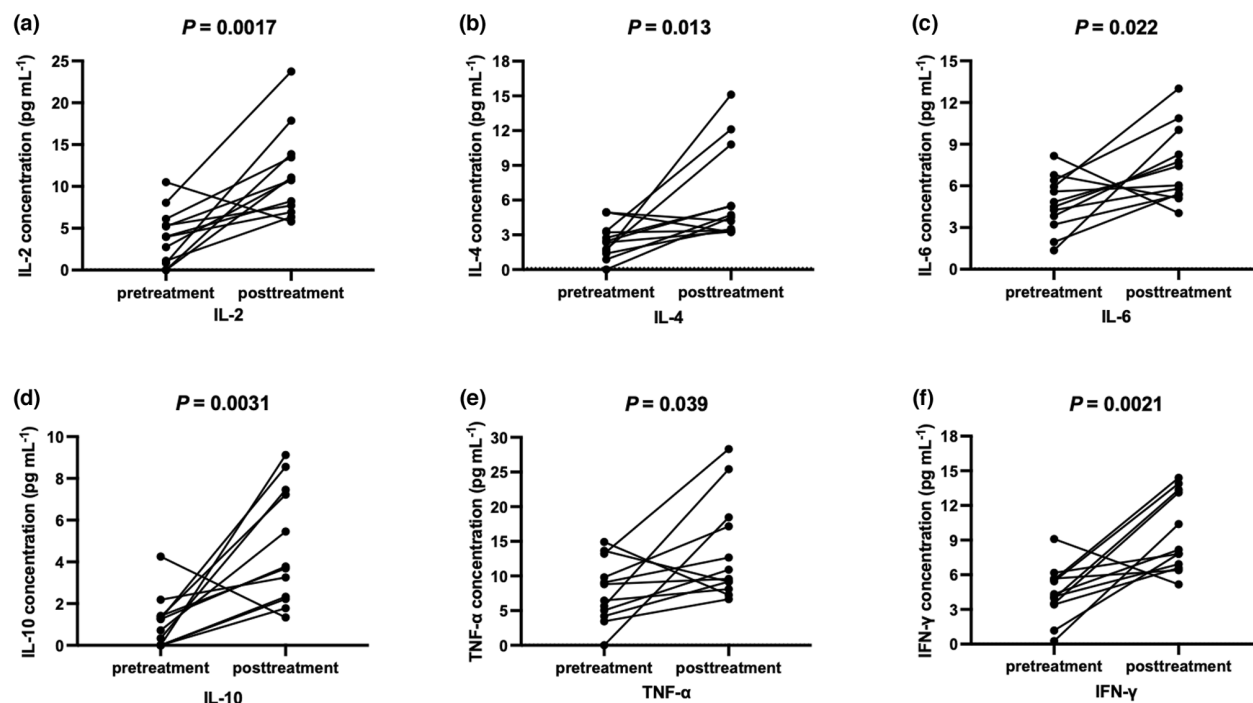 (a)
P = 0.0017
IL-2 concentration (pg mL⁻¹)
25
20
15
10
5
0
pretreatment posttreatment
IL-2
(b)
P = 0.013
IL-4 concentration (pg mL⁻¹)
18
15
12
9
6
3
0
pretreatment posttreatment
IL-4
(c)
P = 0.022
IL-6 concentration (pg mL⁻¹)
15
12
9
6
3
0
pretreatment posttreatment
IL-6
(d)
P = 0.0031
IL-10 concentration (pg mL⁻¹)
10
8
6
4
2
0
pretreatment posttreatment
IL-10
(e)
P = 0.039
TNF-α concentration (pg mL⁻¹)
30
25
20
15
10
5
0
pretreatment posttreatment
TNF-α
(f)
P = 0.0021
IFN-γ concentration (pg mL⁻¹)
18
15
12
9
6
3
0
pretreatment posttreatment
IFN-γ